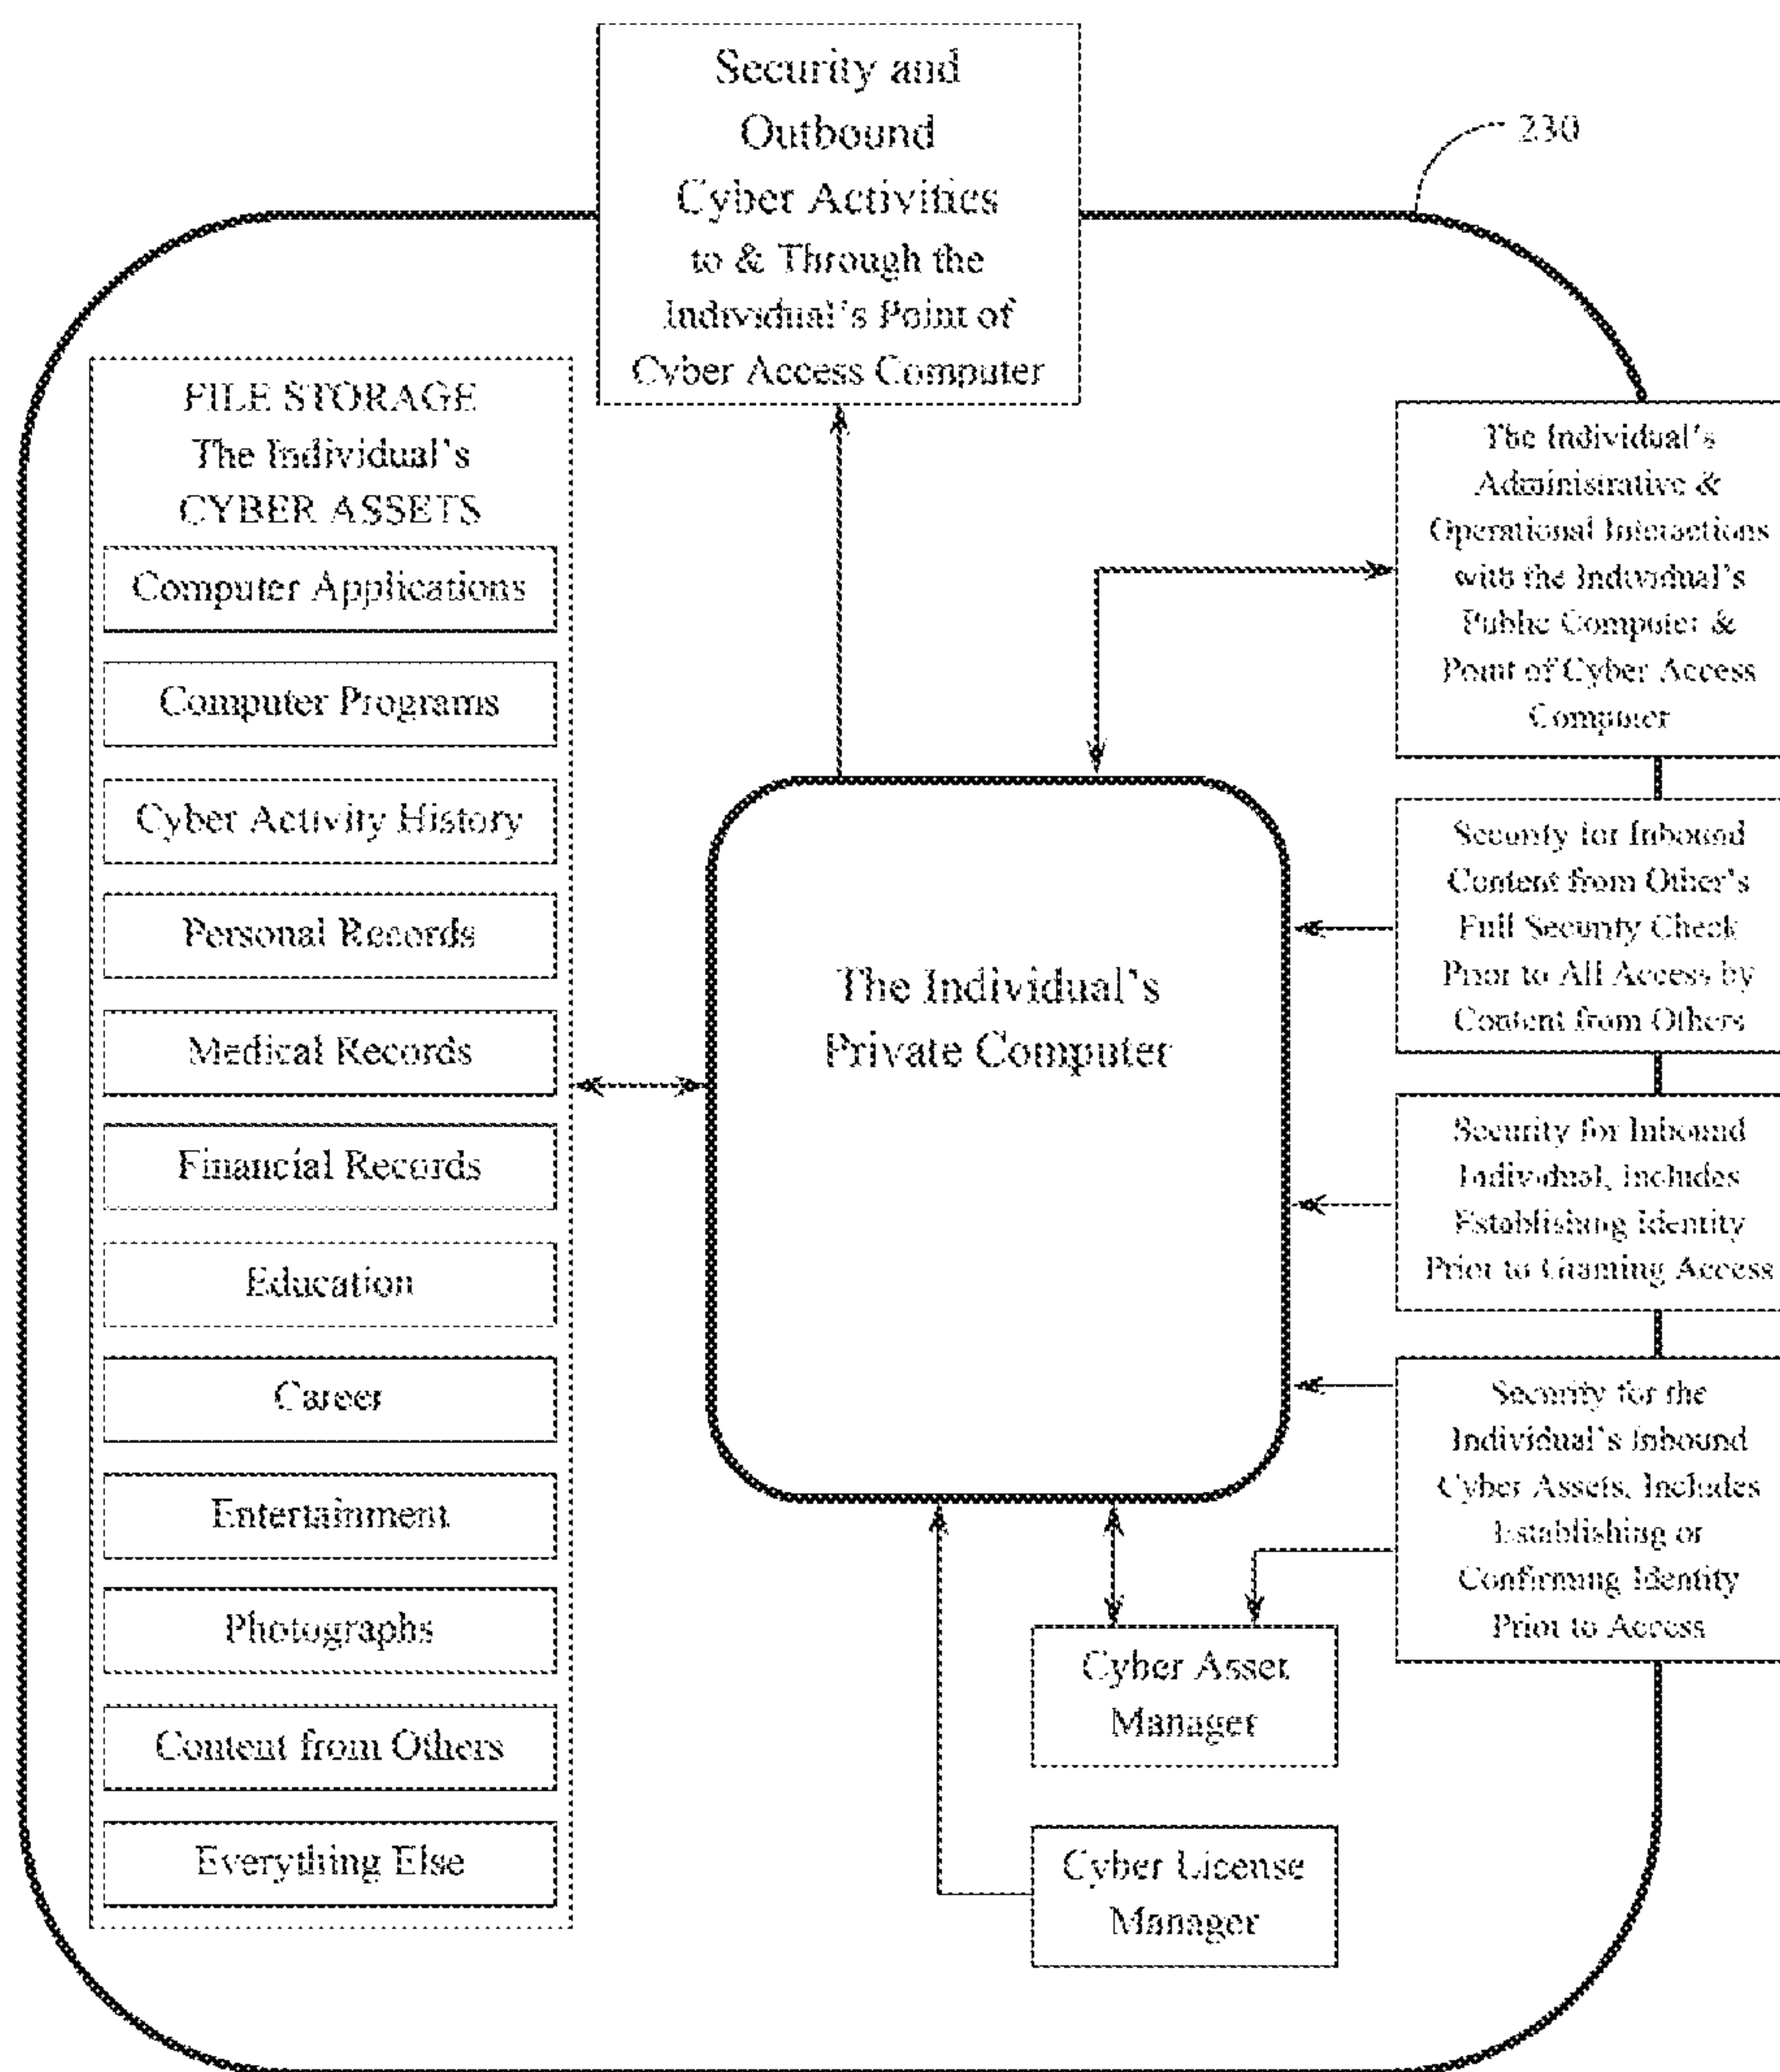 Security and
Outbound
Cyber Activities
to & Through the
Individual's Point of
Cyber Access Computer
230
FILE STORAGE
The Individual's
CYBER ASSETS
Computer Applications
Computer Programs
Cyber Activity History
Personal Records
Medical Records
Financial Records
Education
Career
Entertainment
Photographs
Content from Others
Everything Else
The Individual's
Private Computer
The Individual's
Administrative &
Operational Interactions
with the Individual's
Public Computer &
Point of Cyber Access
Computer
Security for Inbound
Content from Other's
Full Security Check
Prior to All Access by
Content from Others
Security for Inbound
Individual, Includes
Establishing Identity
Prior to Granting Access
Security for the
Individual's Inbound
Cyber Assets, Includes
Establishing or
Confirming Identity
Prior to Access
Cyber Asset
Manager
Cyber License
Manager